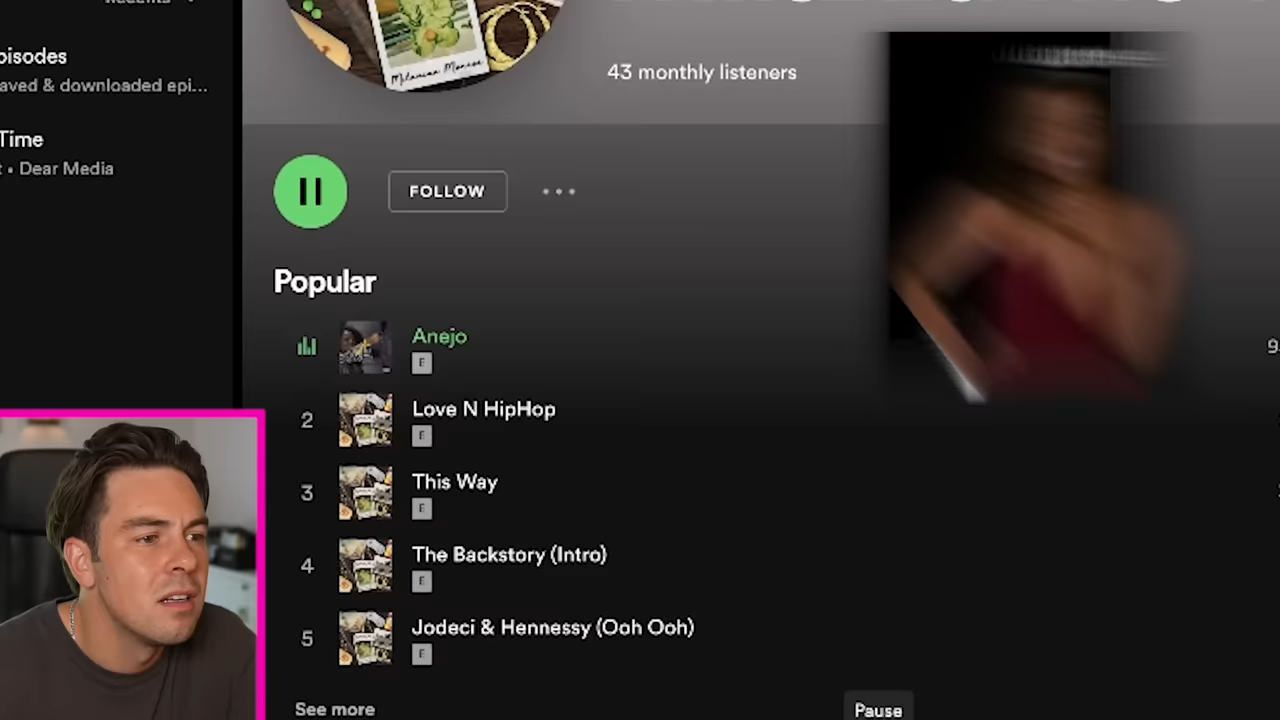 43 monthly listeners
pisodes
aved & downloaded epi...
Time
t • Dear Media
FOLLOW
Popular
Anejo
E
2
Love N HipHop
E
3
This Way
E
4
The Backstory (Intro)
E
5
Jodeci & Hennessy (Ooh Ooh)
E
See more
Pause